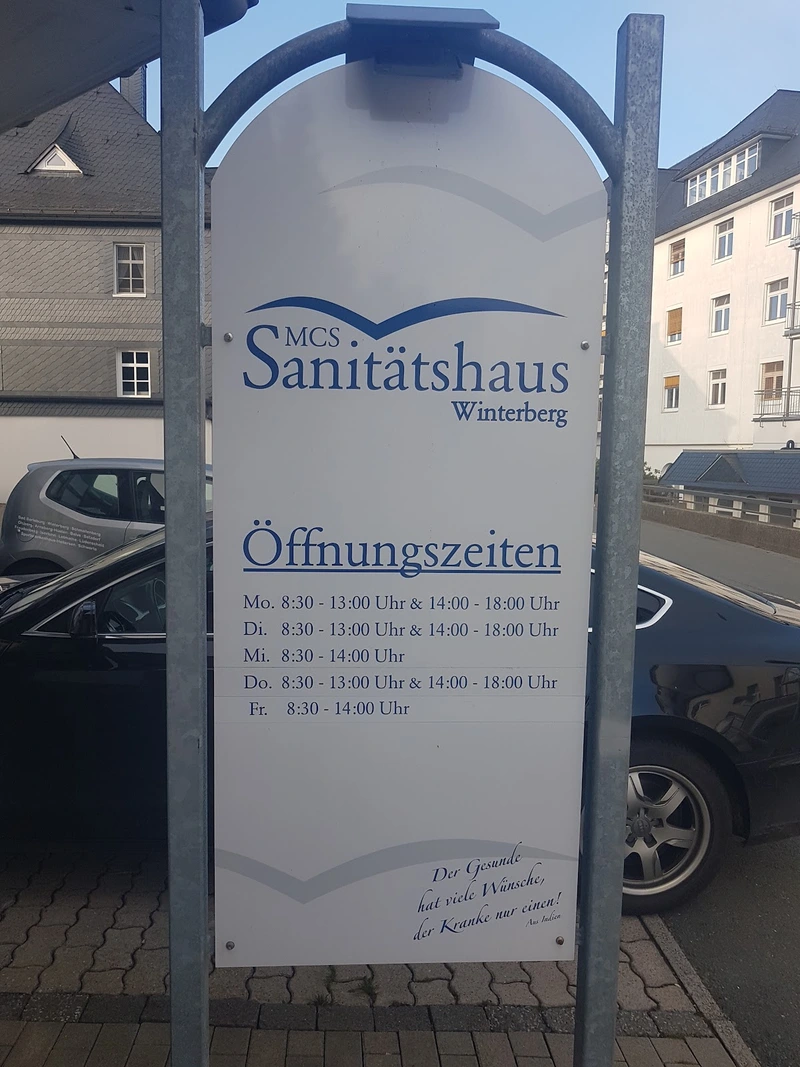 MCS
Sanitätshaus
Winterberg
Öffnungszeiten
Mo. 8:30 - 13:00 Uhr & 14:00 - 18:00 Uhr
Di. 8:30 - 13:00 Uhr & 14:00 - 18:00 Uhr
Mi. 8:30 - 14:00 Uhr
Do. 8:30 - 13:00 Uhr & 14:00 - 18:00 Uhr
Fr. 8:30 - 14:00 Uhr
Der Gesunde
hat viele Wünsche,
der Kranke nur einen!
Aus Indien